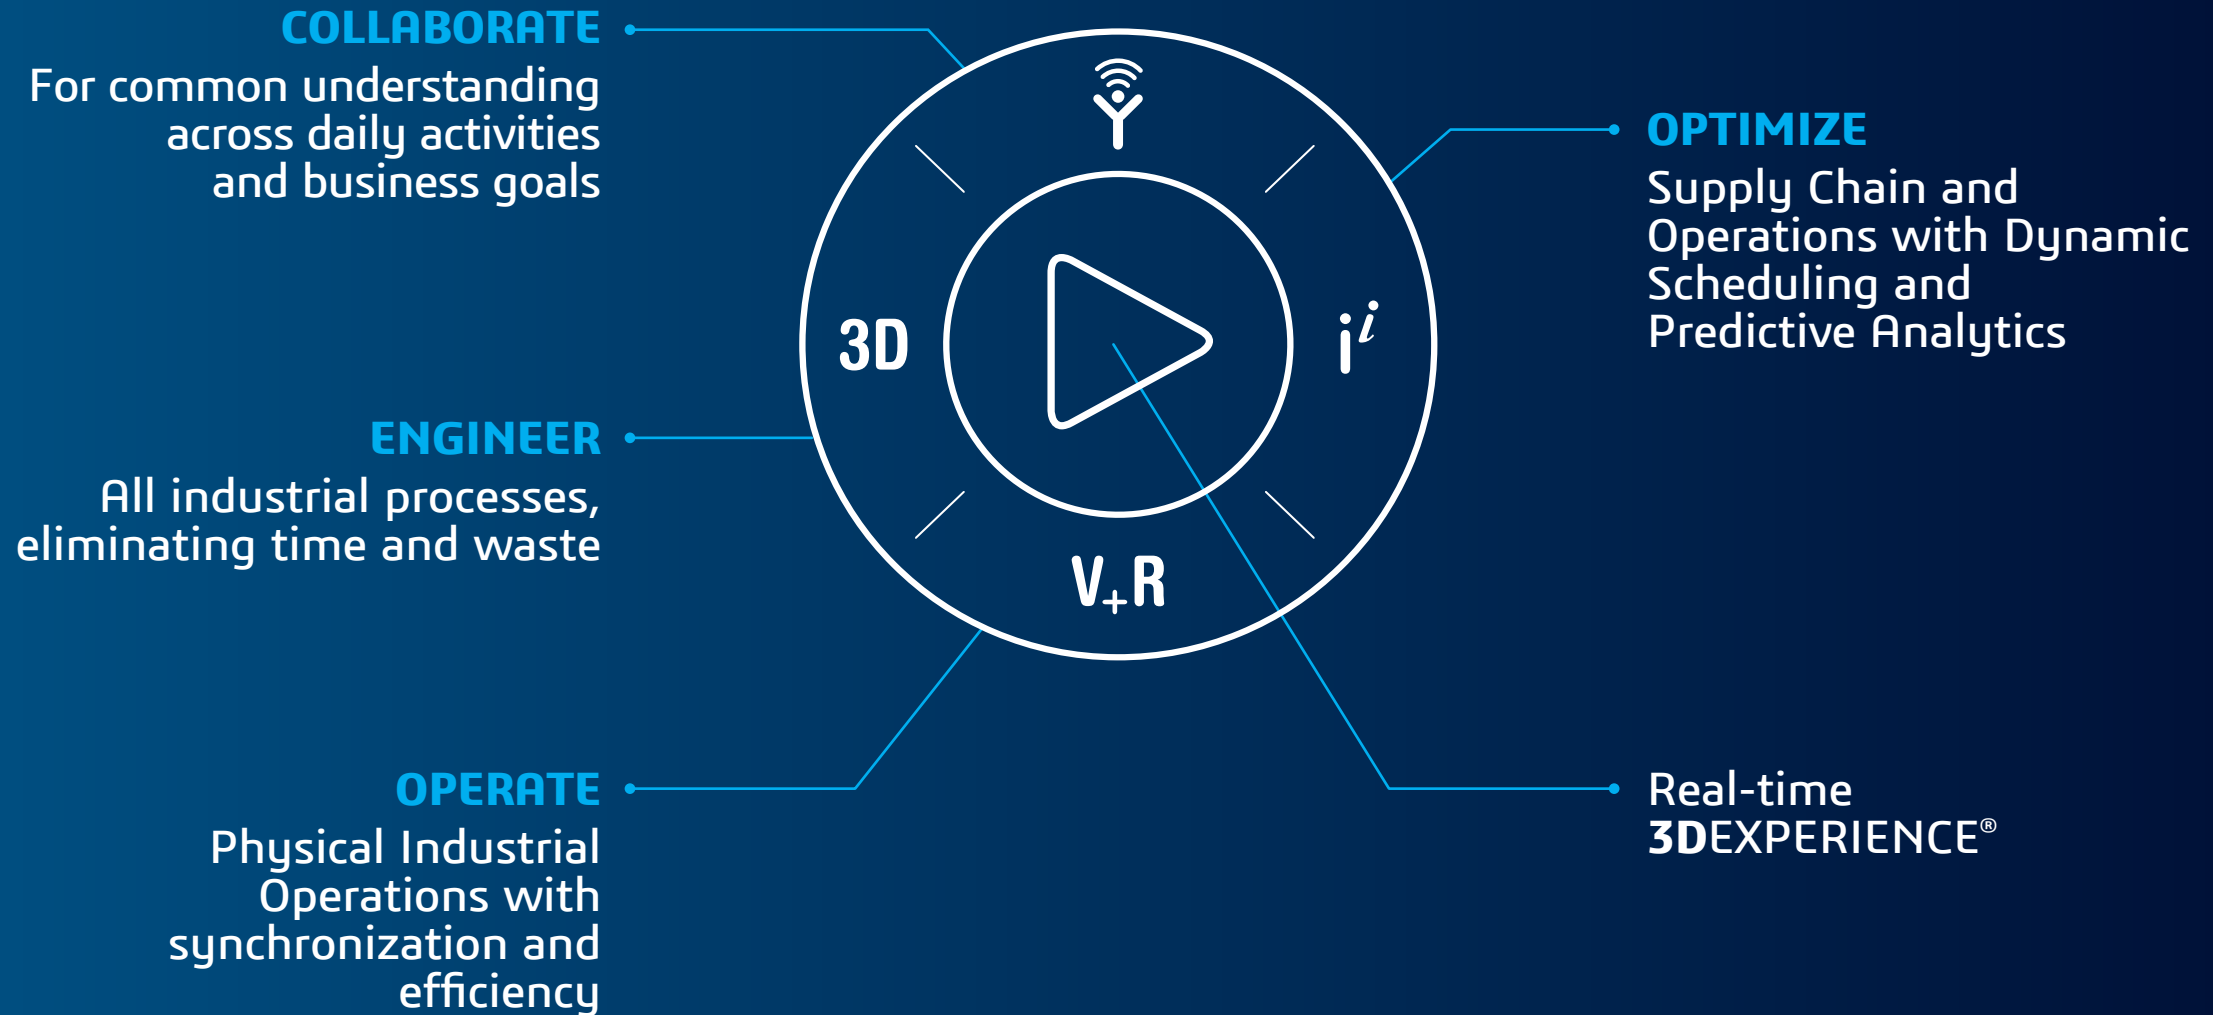 COLLABORATE
For common understanding
across daily activities
and business goals
OPTIMIZE
Supply Chain and
Operations with Dynamic
Scheduling and
Predictive Analytics
3D
iⁱ
V+R
ENGINEER
All industrial processes,
eliminating time and waste
OPERATE
Physical Industrial
Operations with
synchronization and
efficiency
Real-time
3DEXPERIENCE®